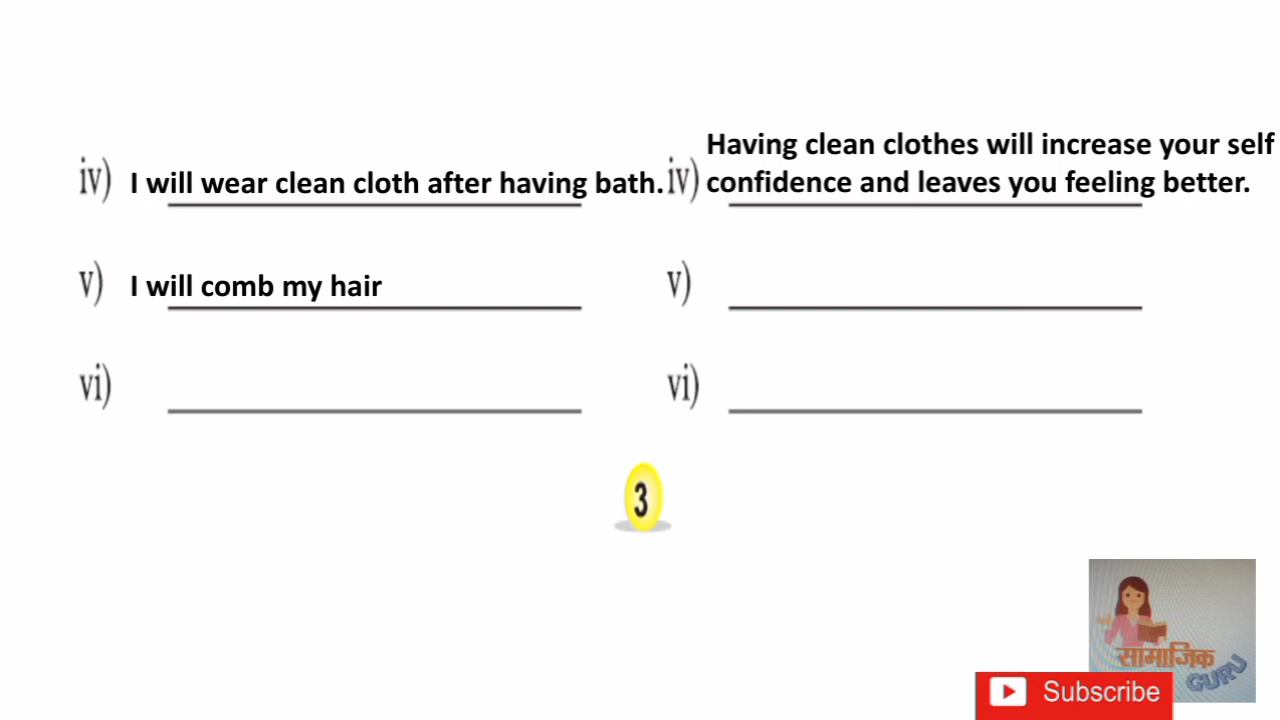 iv) I will wear clean cloth after having bath.
iv) Having clean clothes will increase your self
confidence and leaves you feeling better.
v) I will comb my hair
v)
vi)
vi)
3
सामाजिक
GURU
Subscribe